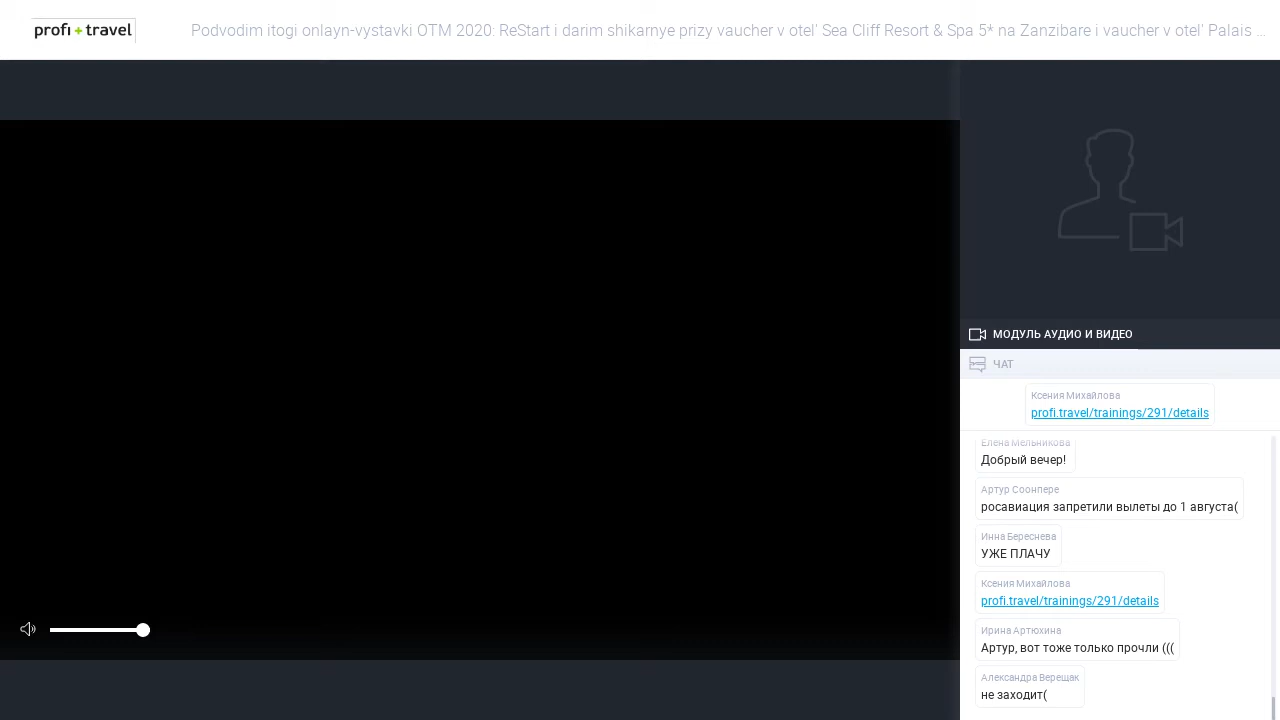 profi + travel
Podvodim itogi onlayn-vystavki OTM 2020: ReStart i darim shikarnye prizy vaucher v otel' Sea Cliff Resort & Spa 5* na Zanzibare i vaucher v otel' Palais ...
МОДУЛЬ АУДИО И ВИДЕО
ЧАТ
Ксения Михайлова
profi.travel/trainings/291/details
Елена Мельникова
Добрый вечер!
Артур Соонпере
росавиация запретили вылеты до 1 августа(
Инна Береснева
УЖЕ ПЛАЧУ
Ксения Михайлова
profi.travel/trainings/291/details
Ирина Артюхина
Артур, вот тоже только прочли (((
Александра Верещак
не заходит(